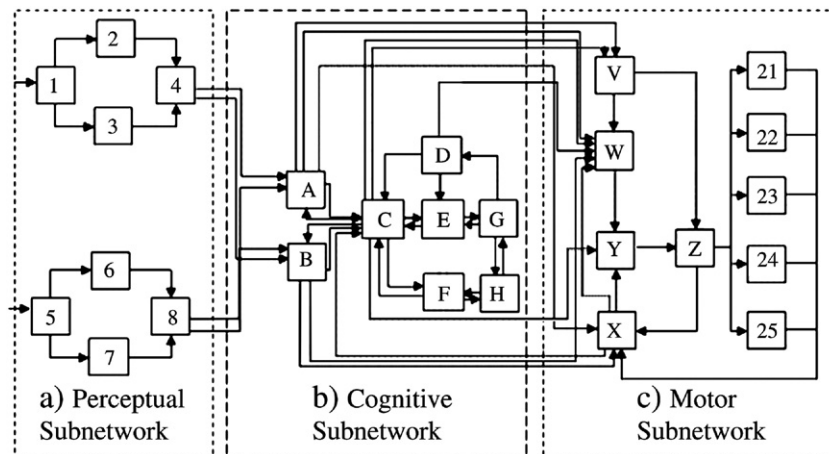 2
1
4
3
6
5
8
7
a) Perceptual
Subnetwork
A
B
C
D
E
F
G
H
b) Cognitive
Subnetwork
V
W
Y
Z
X
21
22
23
24
25
c) Motor
Subnetwork